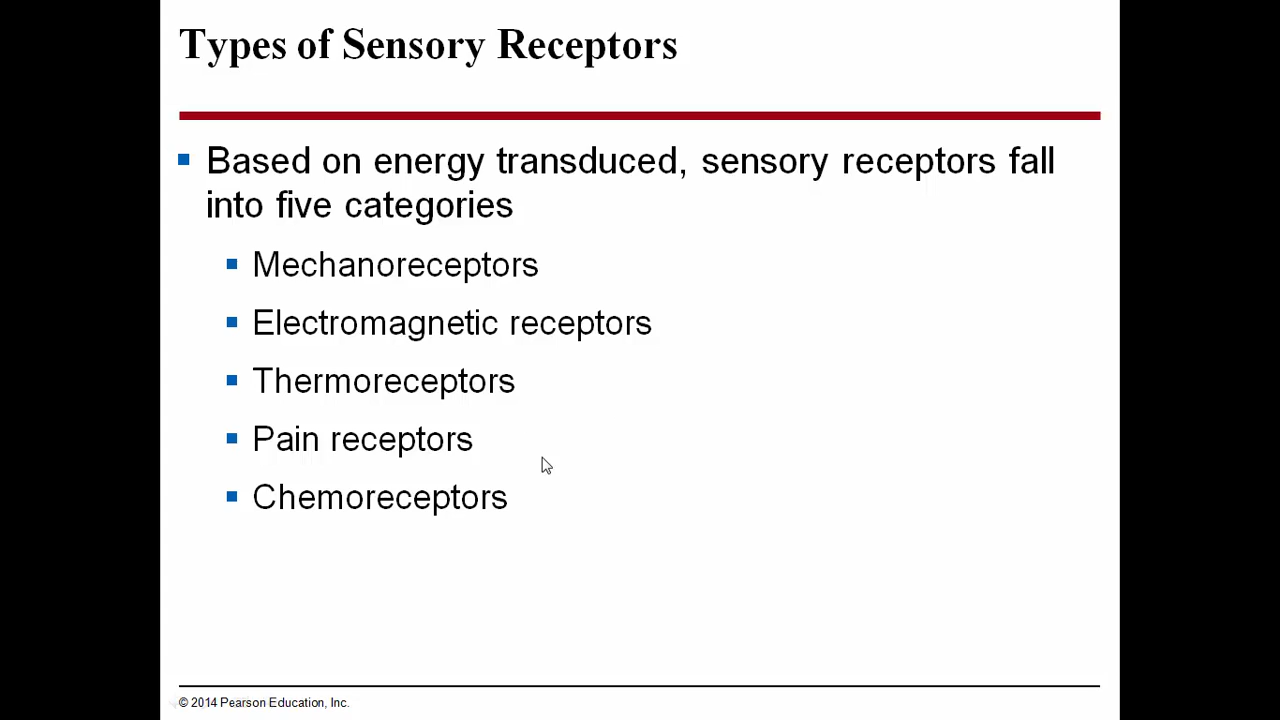 Types of Sensory Receptors
Based on energy transduced, sensory receptors fall
into five categories
Mechanoreceptors
Electromagnetic receptors
Thermoreceptors
Pain receptors
Chemoreceptors
© 2014 Pearson Education, Inc.